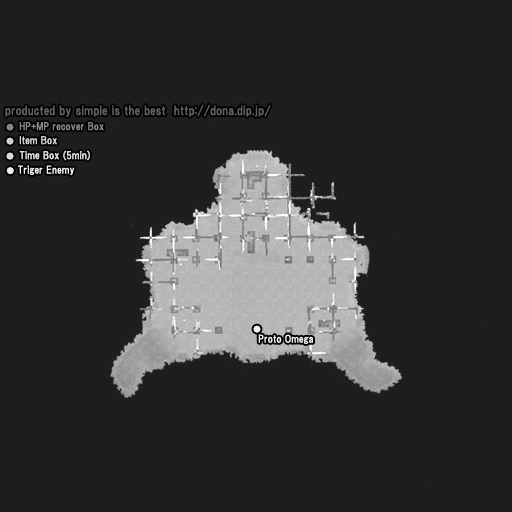 producted by simple is the best  http://dona.dip.jp/
HP+MP recover Box
Item Box
Time Box (5min)
Triger Enemy
Proto Omega